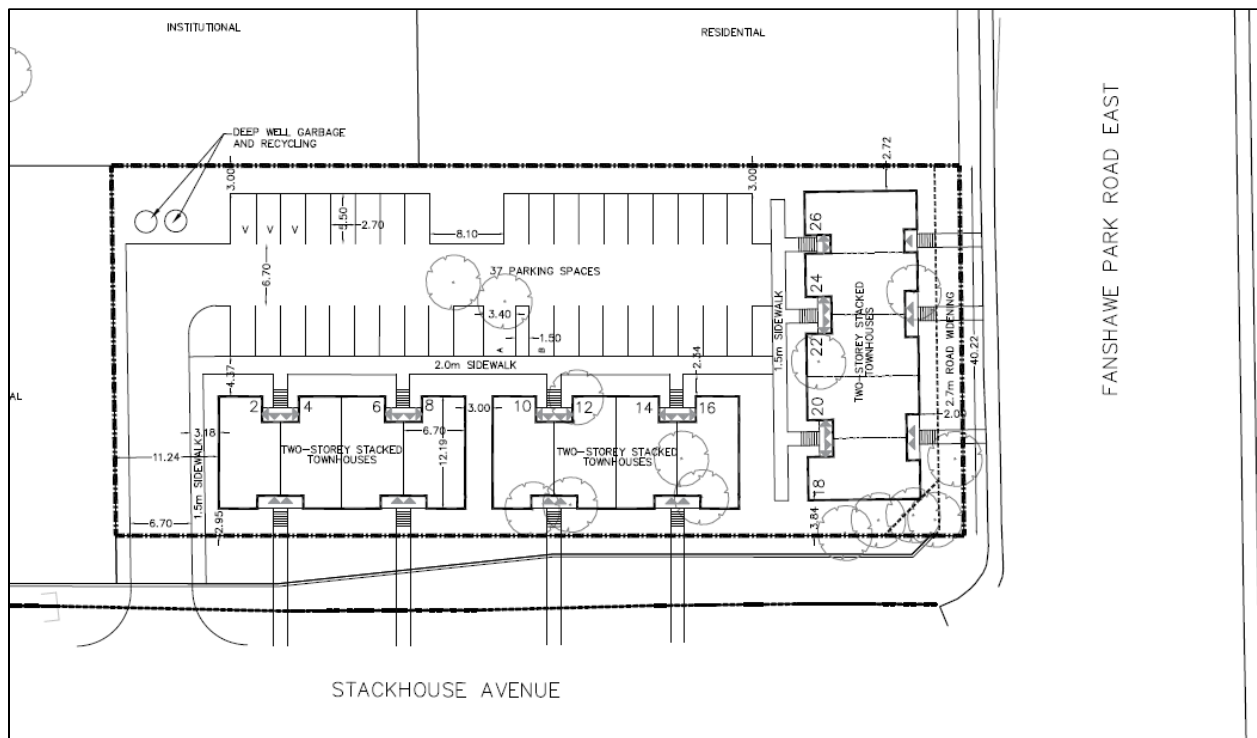 INSTITUTIONAL
RESIDENTIAL
FANSHAWE PARK ROAD EAST
DEEP WELL GARBAGE
AND RECYCLING
3.00
3.00
2.72
5.50
2.70
V V V
8.10
26
6.70
37 PARKING SPACES
24
3.40
1.50
A B
2.0m SIDEWALK
2.34
1.5m SIDEWALK
22
TWO-STOREY STACKED
TOWNHOUSES
2.7m ROAD WIDENING
40.22
AL
4.37
2 4 6 8
3.00
10 12 14 16
20
2.00
3.18
6.70
11.24
1.5m SIDEWALK
TWO-STOREY STACKED
TOWNHOUSES
12.19
TWO-STOREY STACKED
TOWNHOUSES
18
6.70
2.95
3.84
STACKHOUSE AVENUE